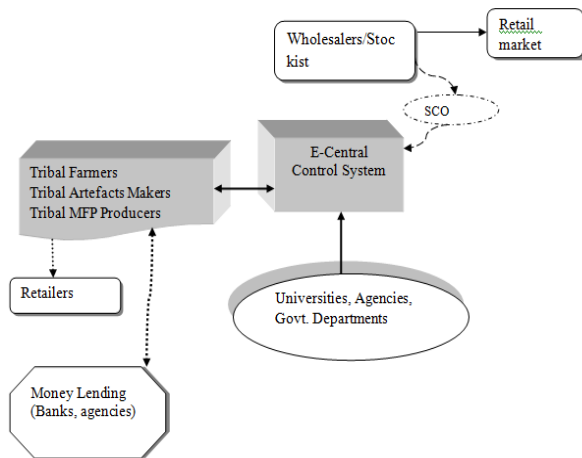 Wholesalers/Stoc
kist
Retail
market
SCO
E-Central
Control System
Tribal Farmers
Tribal Artefacts Makers
Tribal MFP Producers
Retailers
Universities, Agencies,
Govt. Departments
Money Lending
(Banks, agencies)